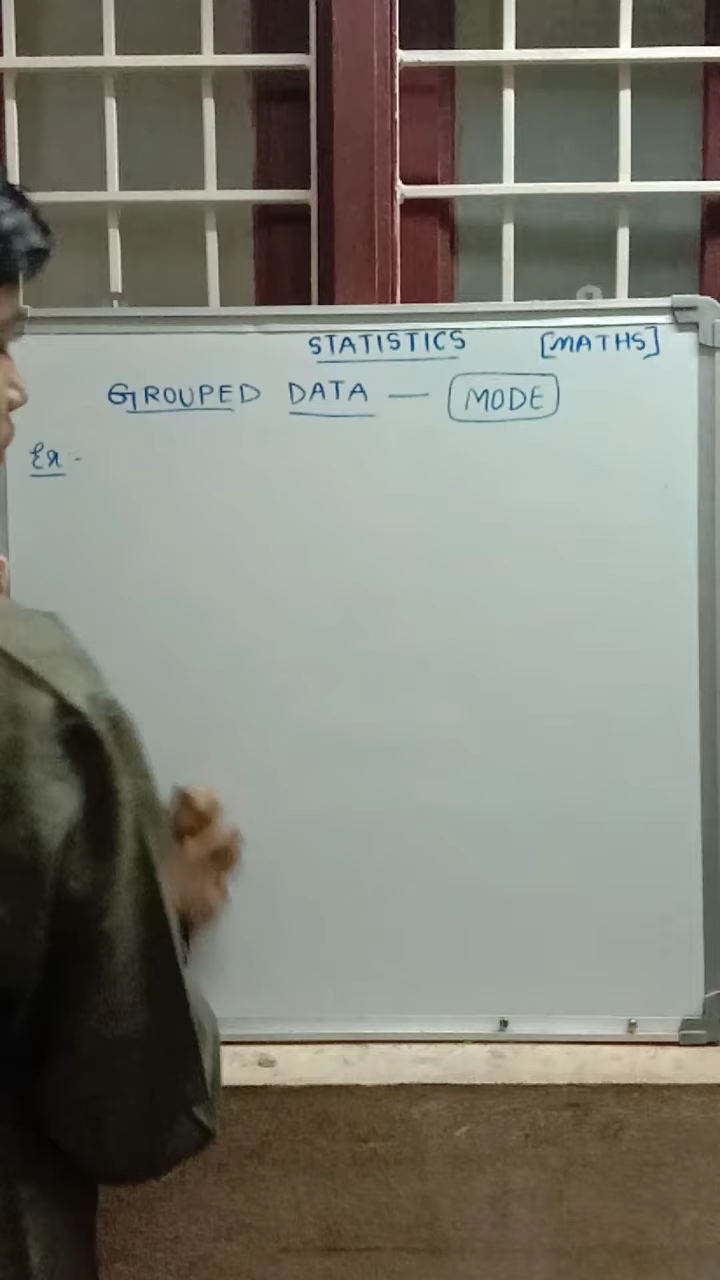 STATISTICS [MATHS]
GROUPED DATA — MODE
Ex -